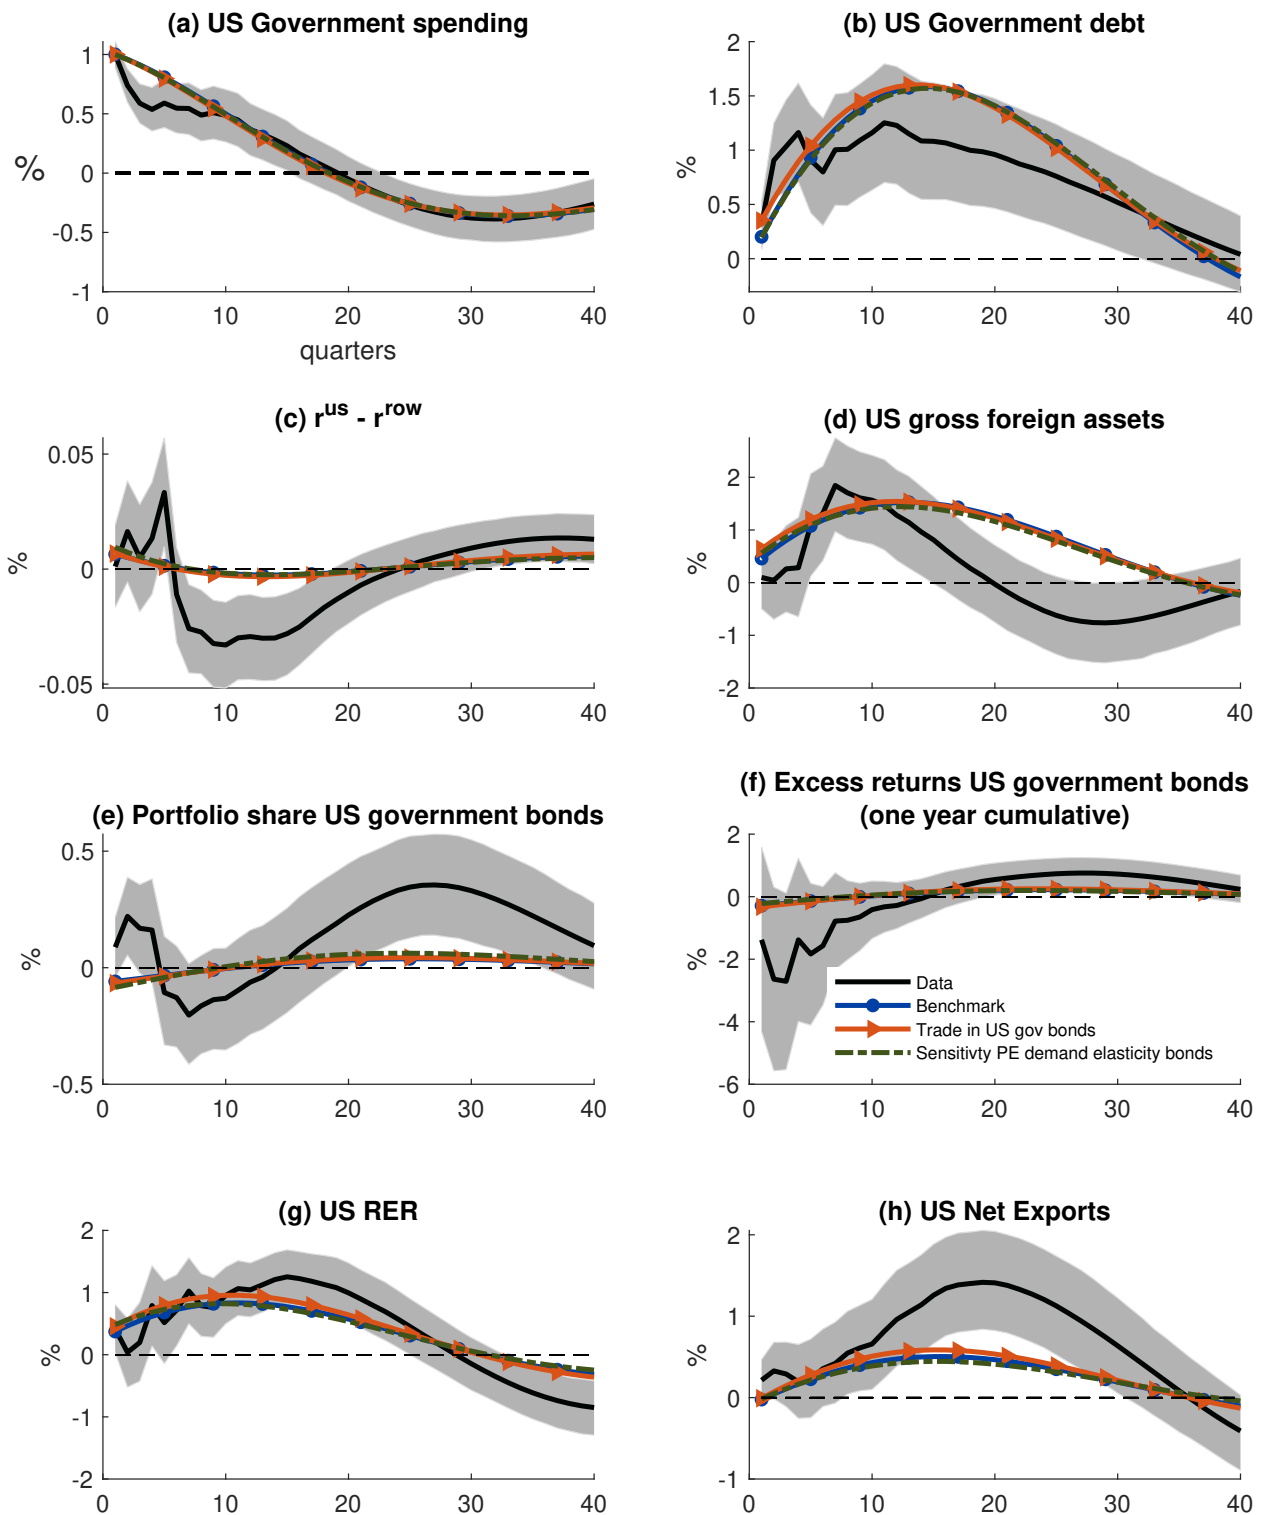 (a) US Government spending
1
0.5
0
-0.5
-1
%
0 10 20 30 40
quarters
(b) US Government debt
2
1.5
1
0.5
0
%
0 10 20 30 40
(c) r^us - r^row
0.05
0
-0.05
%
0 10 20 30 40
(d) US gross foreign assets
2
1
0
-1
-2
%
0 10 20 30 40
(e) Portfolio share US government bonds
0.5
0
-0.5
%
0 10 20 30 40
(f) Excess returns US government bonds
(one year cumulative)
2
0
-2
-4
-6
%
Data
Benchmark
Trade in US gov bonds
Sensitivty PE demand elasticity bonds
0 10 20 30 40
(g) US RER
2
1
0
-1
-2
%
0 10 20 30 40
(h) US Net Exports
2
1
0
-1
%
0 10 20 30 40